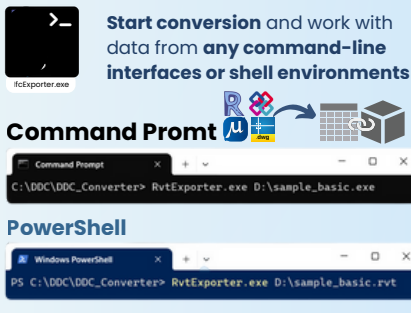 Start conversion and work with
data from any command-line
interfaces or shell environments
IfcExporter.exe
R
µ
.dwg
Command Promt
Command Prompt
C:\DDC\DDC_Converter> RvtExporter.exe D:\sample_basic.exe
PowerShell
Windows PowerShell
PS C:\DDC\DDC_Converter> RvtExporter.exe D:\sample_basic.rvt